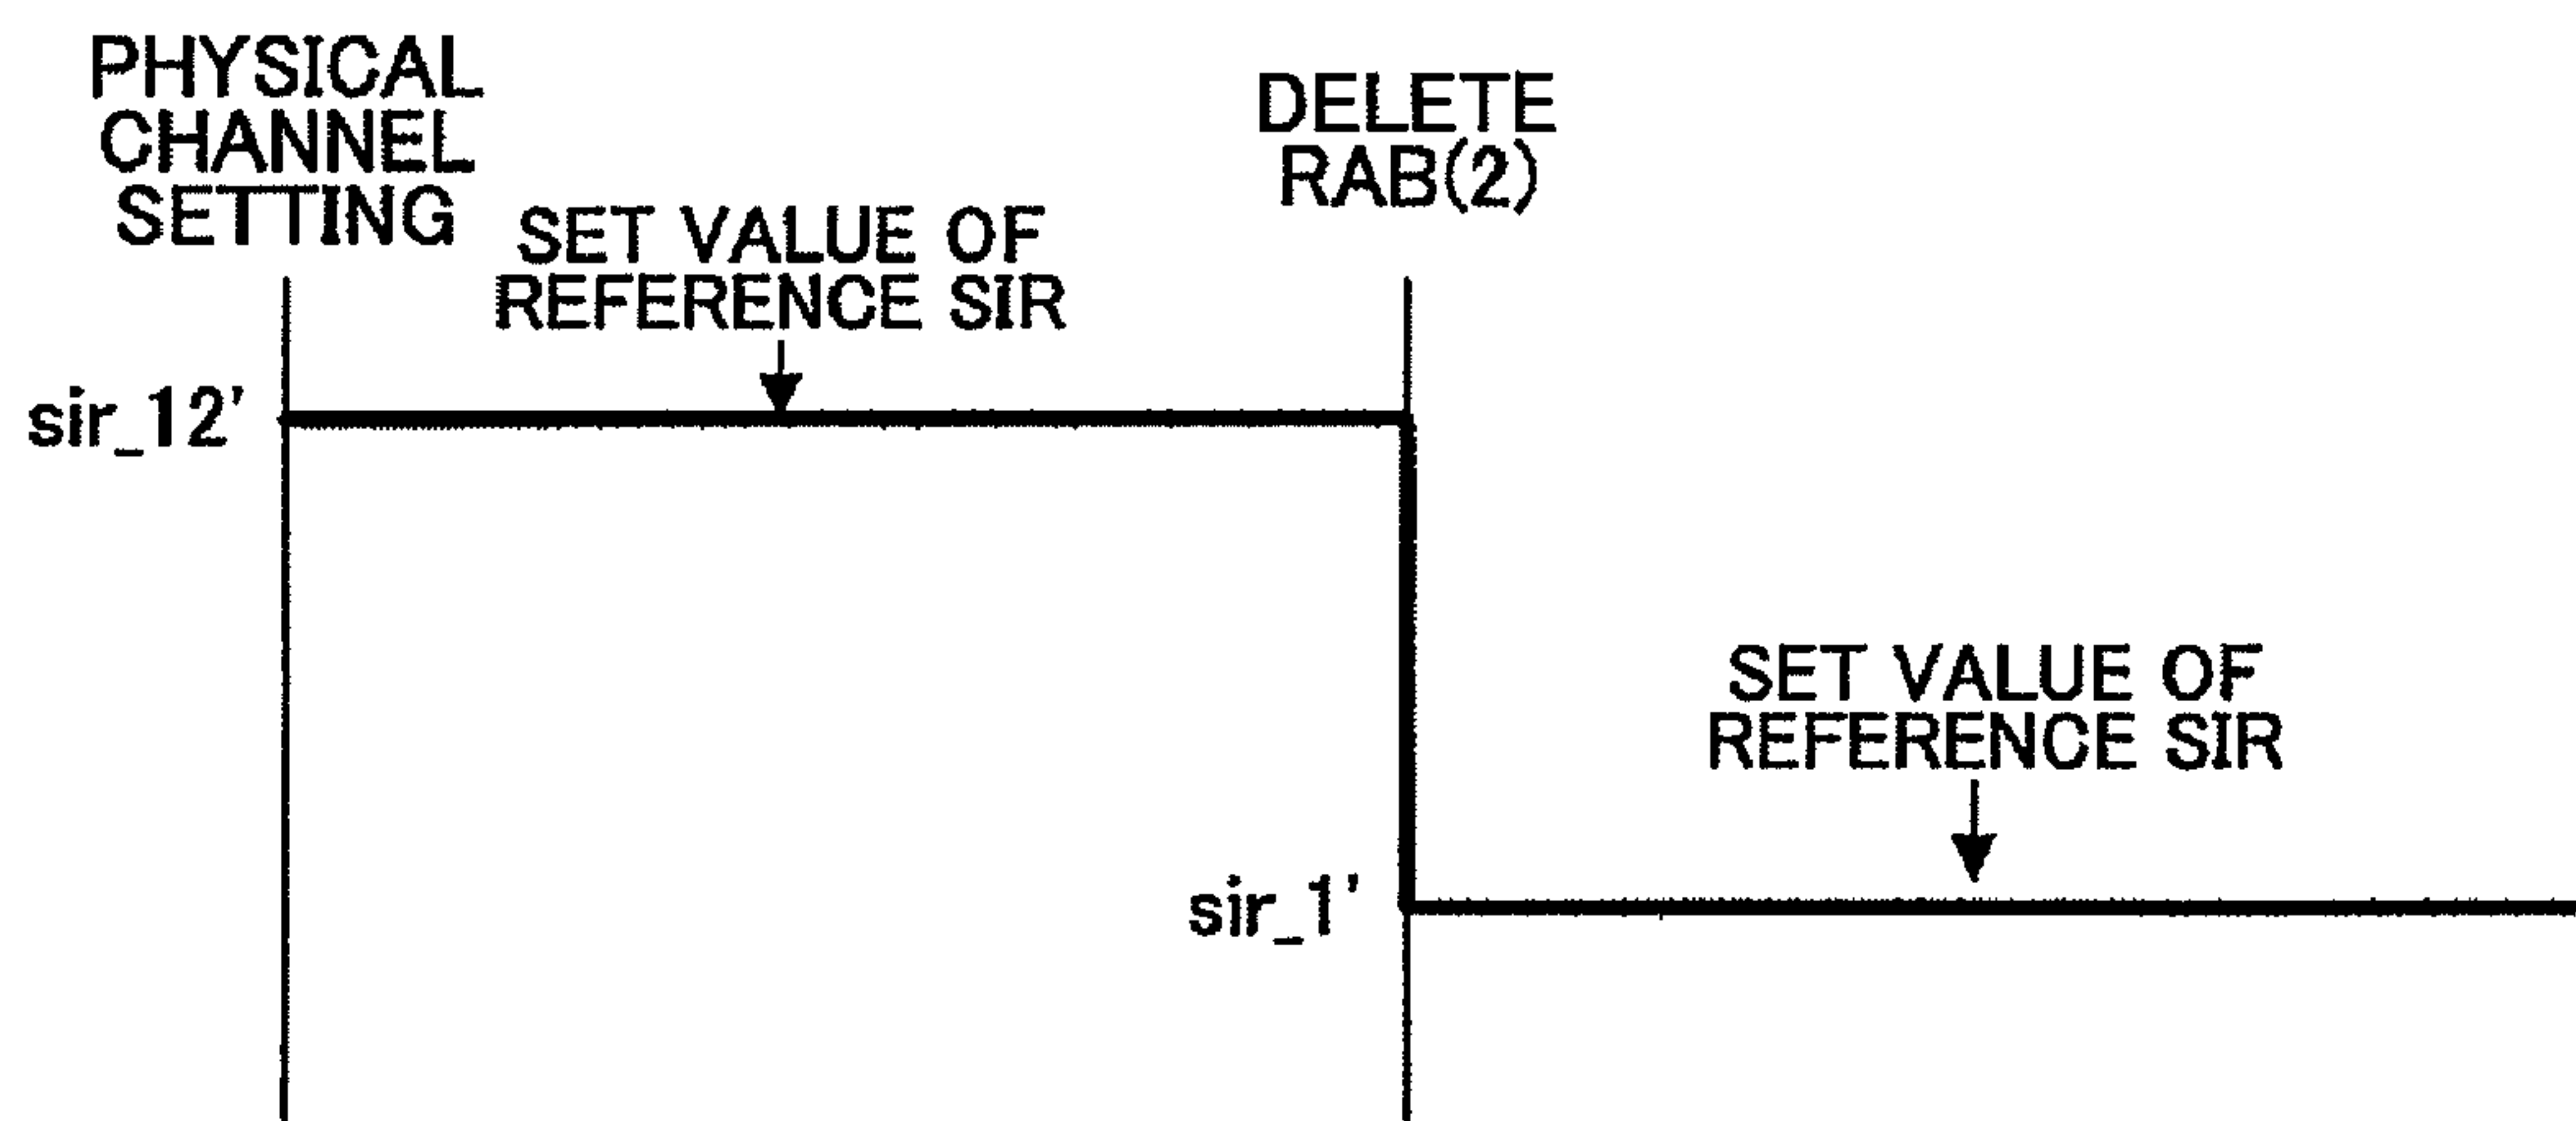 PHYSICAL
CHANNEL
SETTING
SET VALUE OF
REFERENCE SIR
DELETE
RAB(2)
sir_12'
SET VALUE OF
REFERENCE SIR
sir_1'